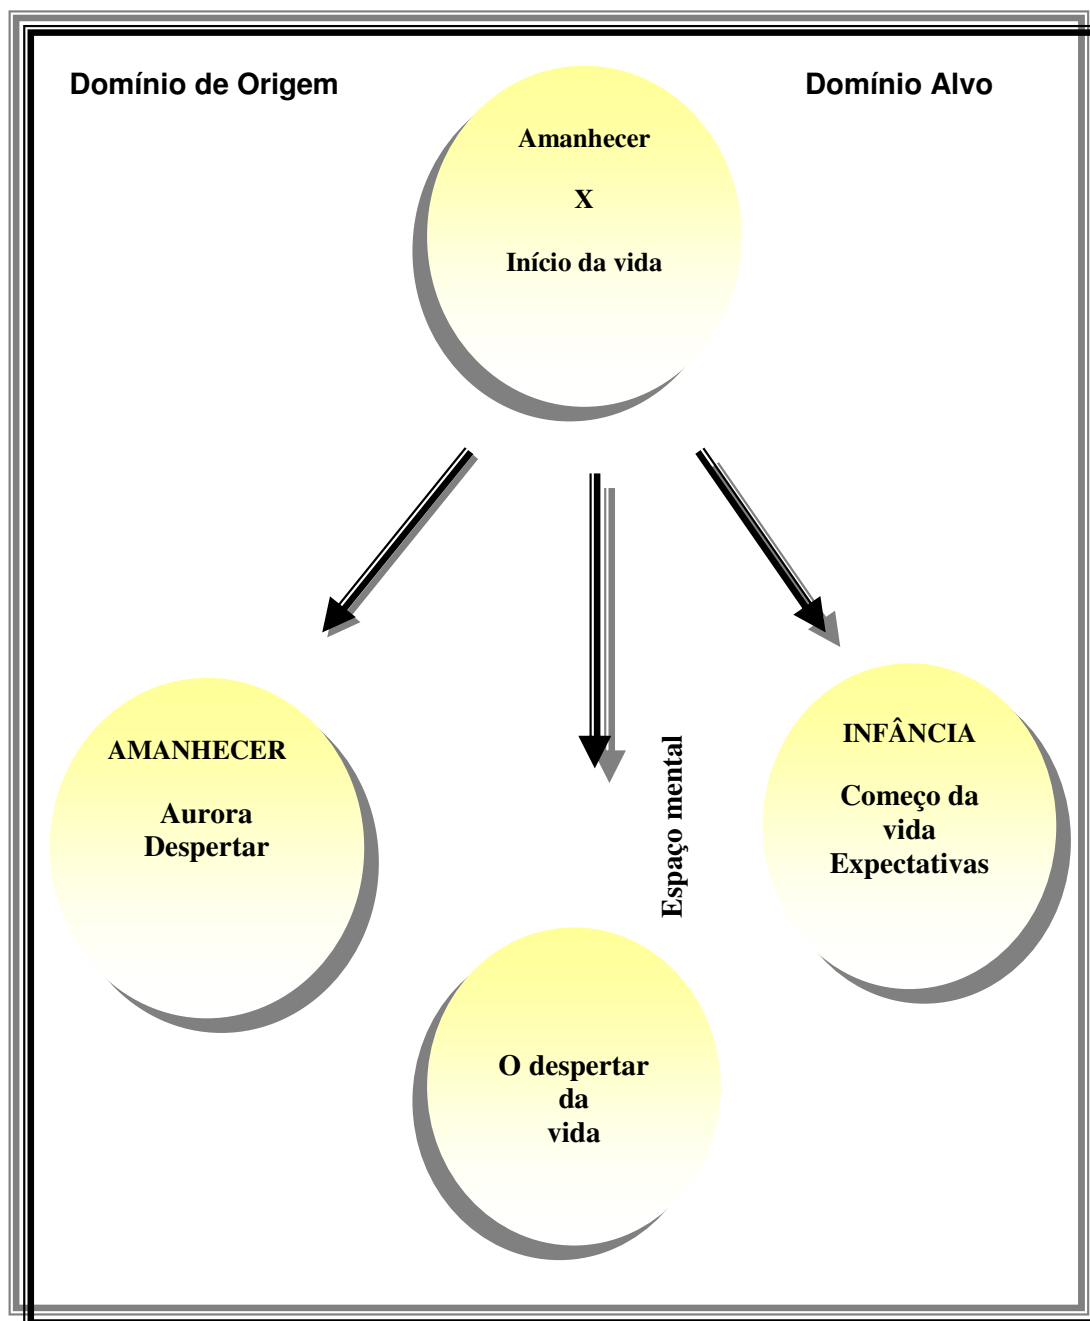 Domínio de Origem
Domínio Alvo
Amanhecer
X
Início da vida
AMANHECER
Aurora
Despertar
Espaço mental
INFÂNCIA
Começo da
vida
Expectativas
O despertar
da
vida